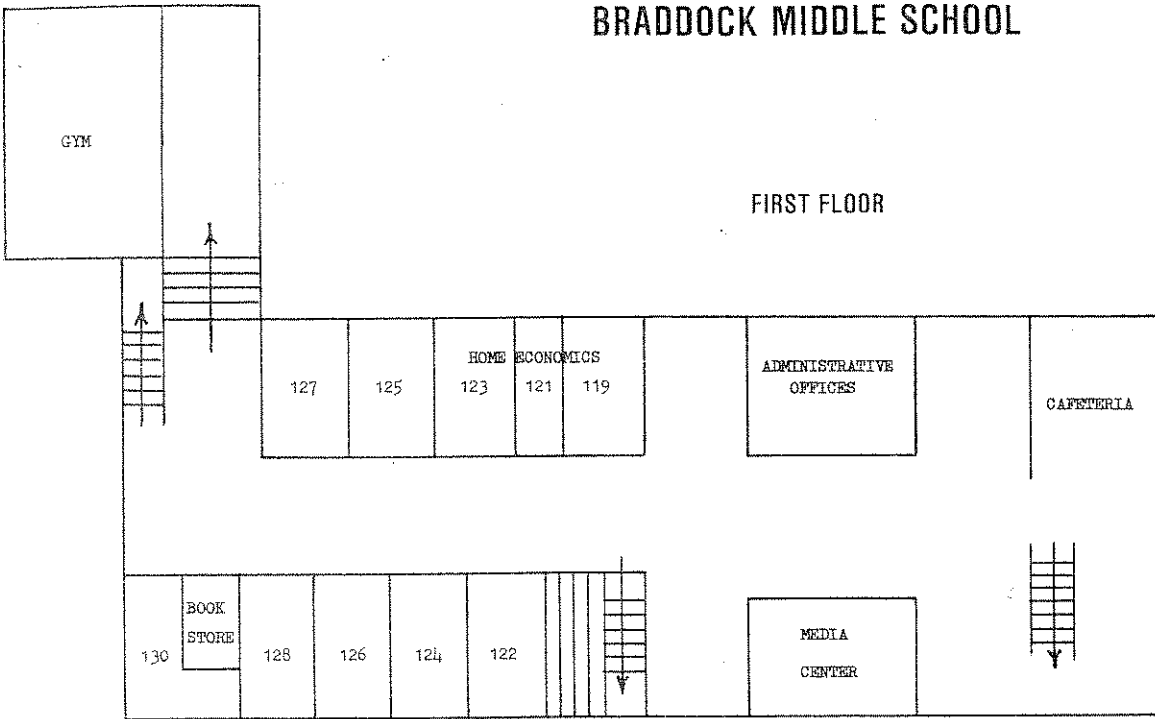 BRADDOCK MIDDLE SCHOOL
GYM
FIRST FLOOR
HOME ECONOMICS
127
125
123
121
119
ADMINISTRATIVE
OFFICES
CAFETERIA
BOOK
STORE
130
128
126
124
122
MEDIA
CENTER